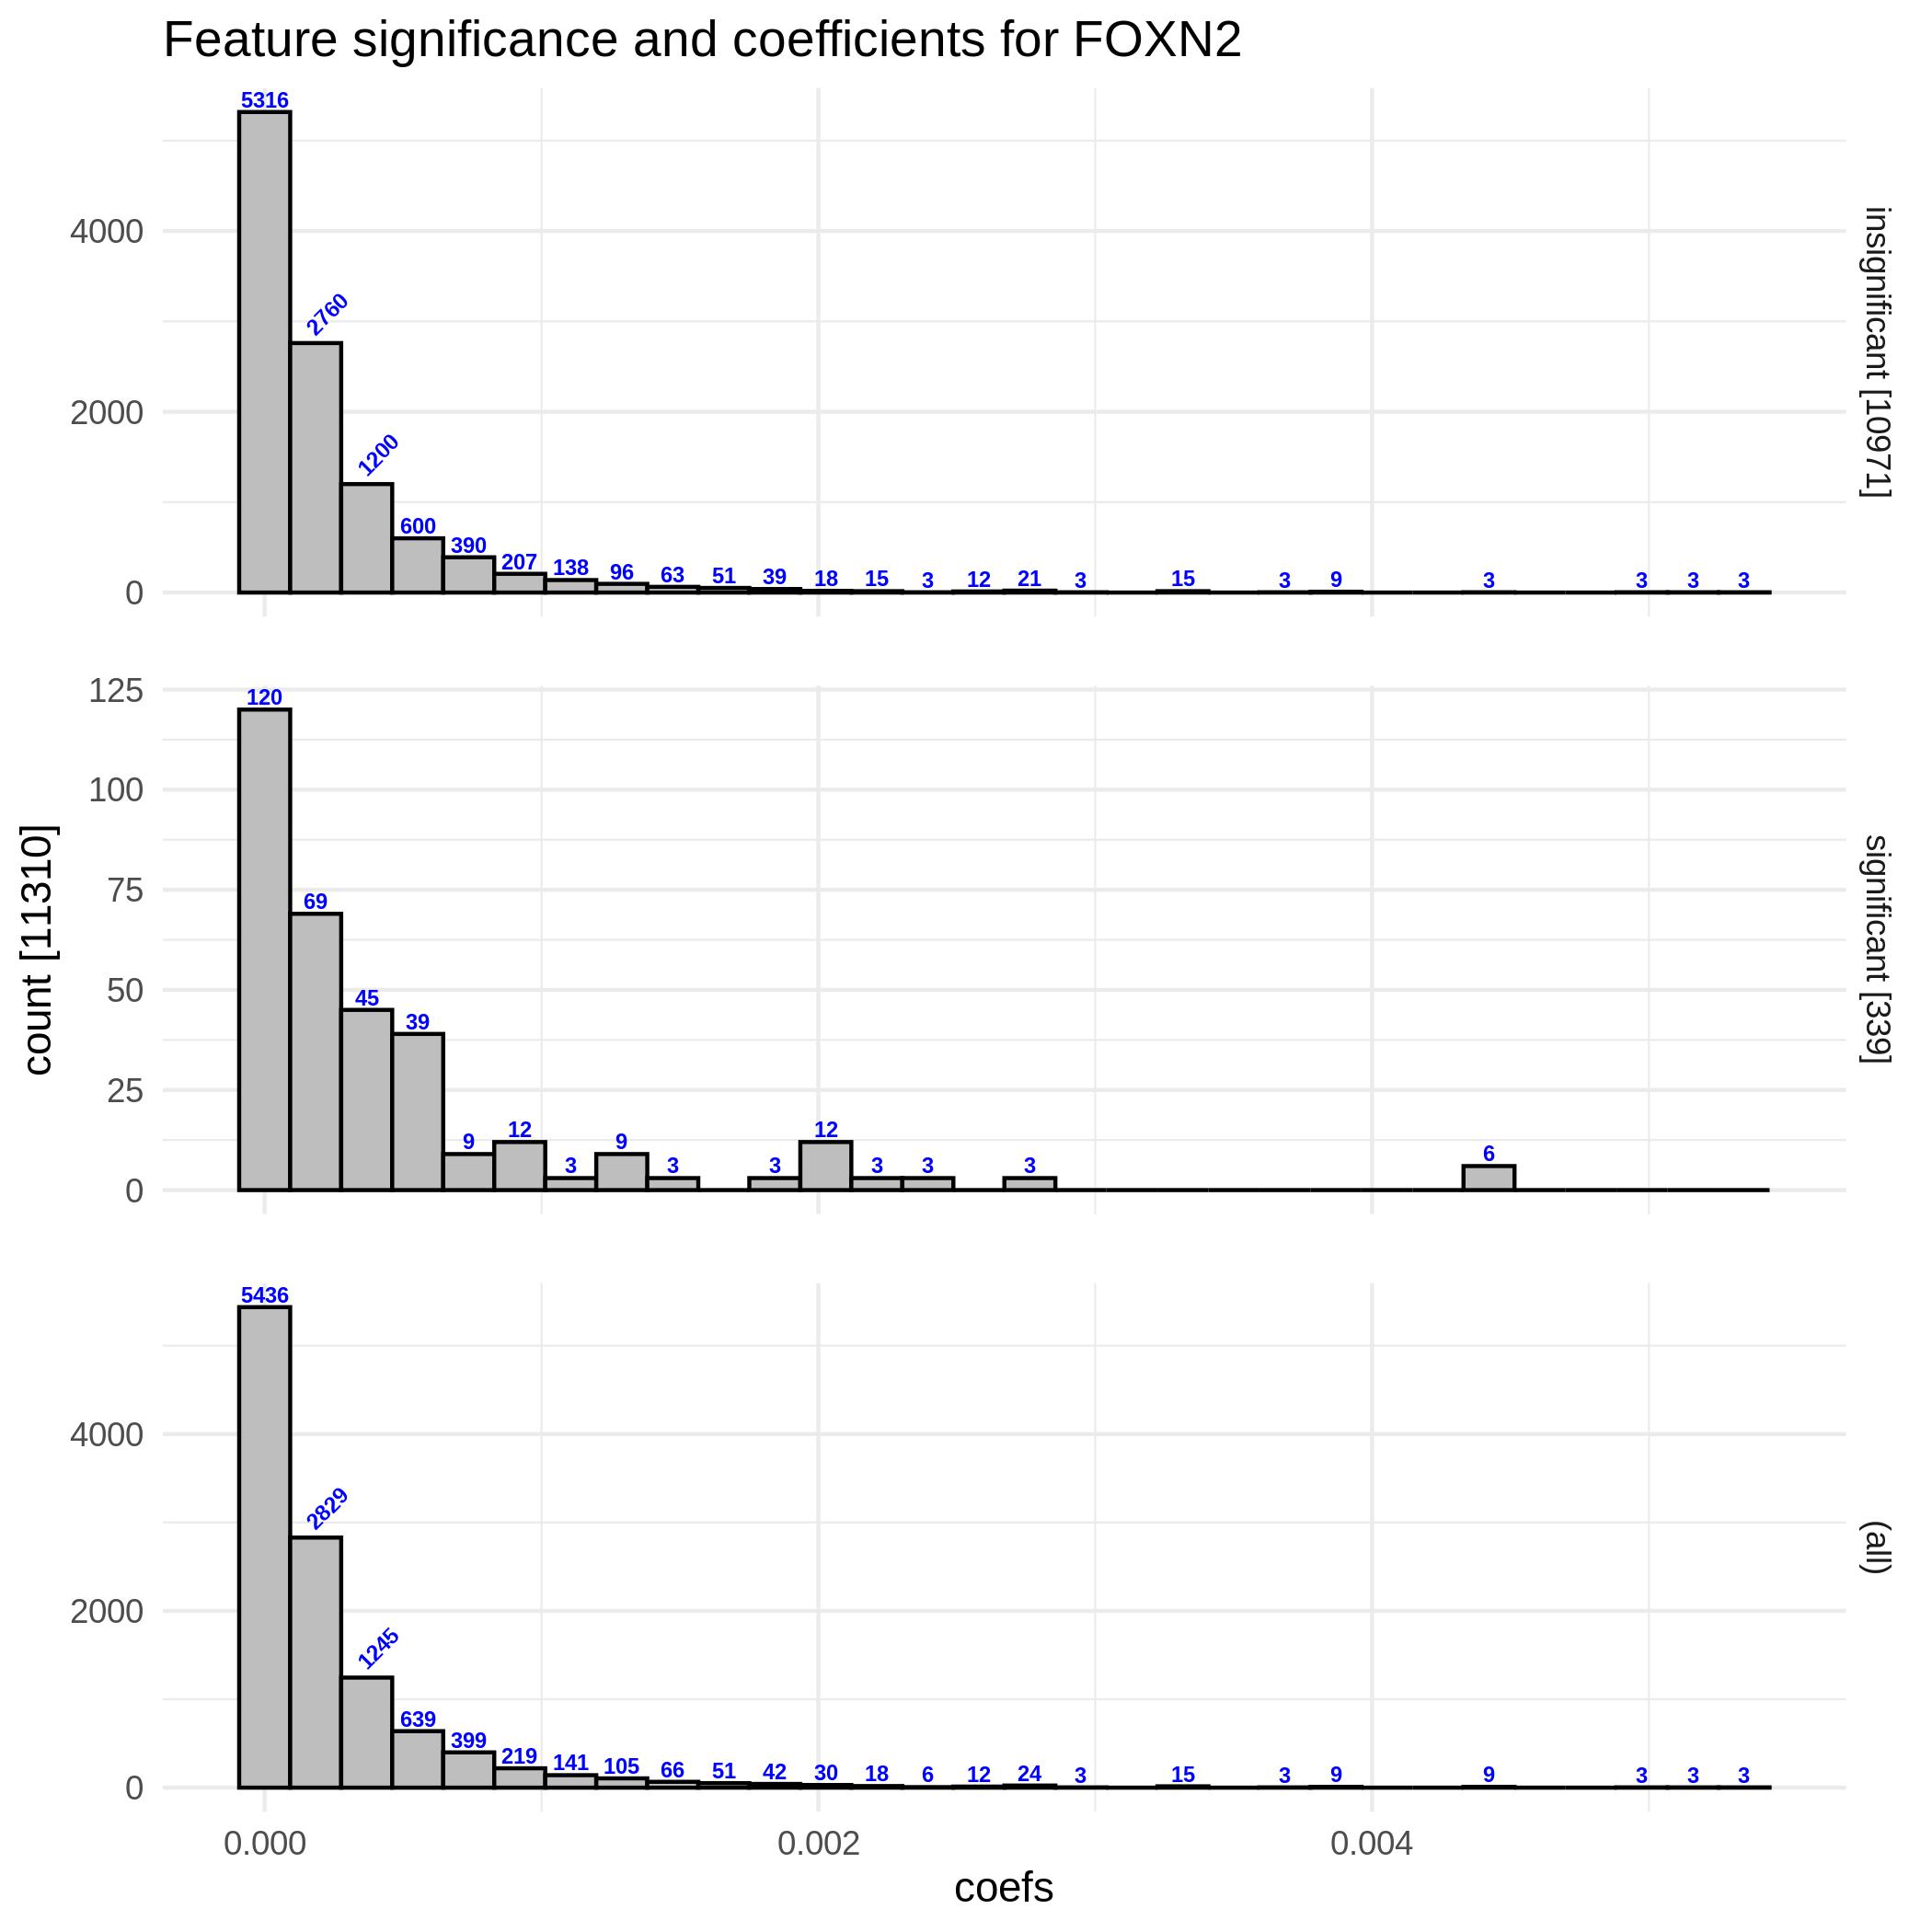 Feature significance and coefficients for FOXN2
5316
2760
1200
600 390 207 138 96 63 51 39 18 15 3 12 21 3 15 3 9 3 3 3 3
4000
2000
0
insignificant [10971]
120
69
45
39
9 12 3 9 3 3 12 3 3 3 6
125
100
75
50
25
0
significant [339]
count [11310]
5436
2829
1245
639 399 219 141 105 66 51 42 30 18 6 12 24 3 15 3 9 9 3 3 3
4000
2000
0
(all)
0.000 0.002 0.004
coefs